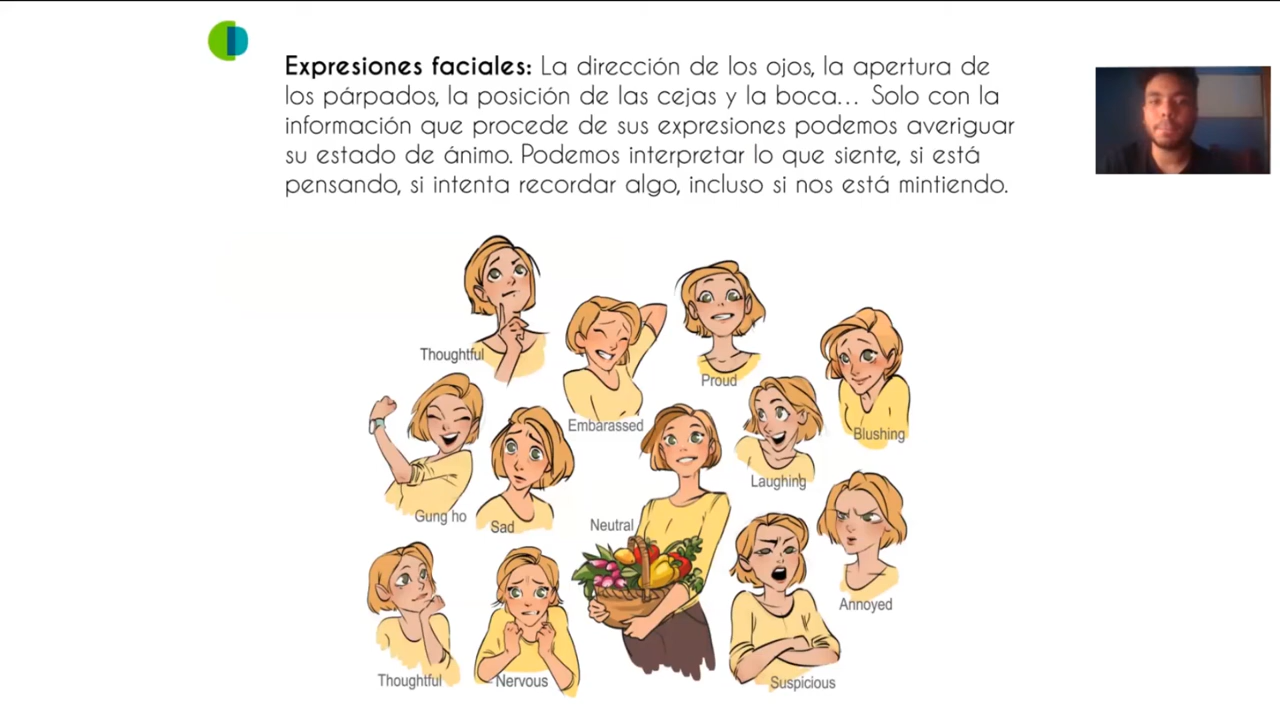 Expresiones faciales: La dirección de los ojos, la apertura de
los párpados, la posición de las cejas y la boca... Solo con la
información que procede de sus expresiones podemos averiguar
su estado de ánimo. Podemos interpretar lo que siente, si está
pensando, si intenta recordar algo, incluso si nos está mintiendo.
Thoughtful
Embarassed
Proud
Blushing
Gung ho
Sad
Neutral
Laughing
Annoyed
Thoughtful
Nervous
Suspicious